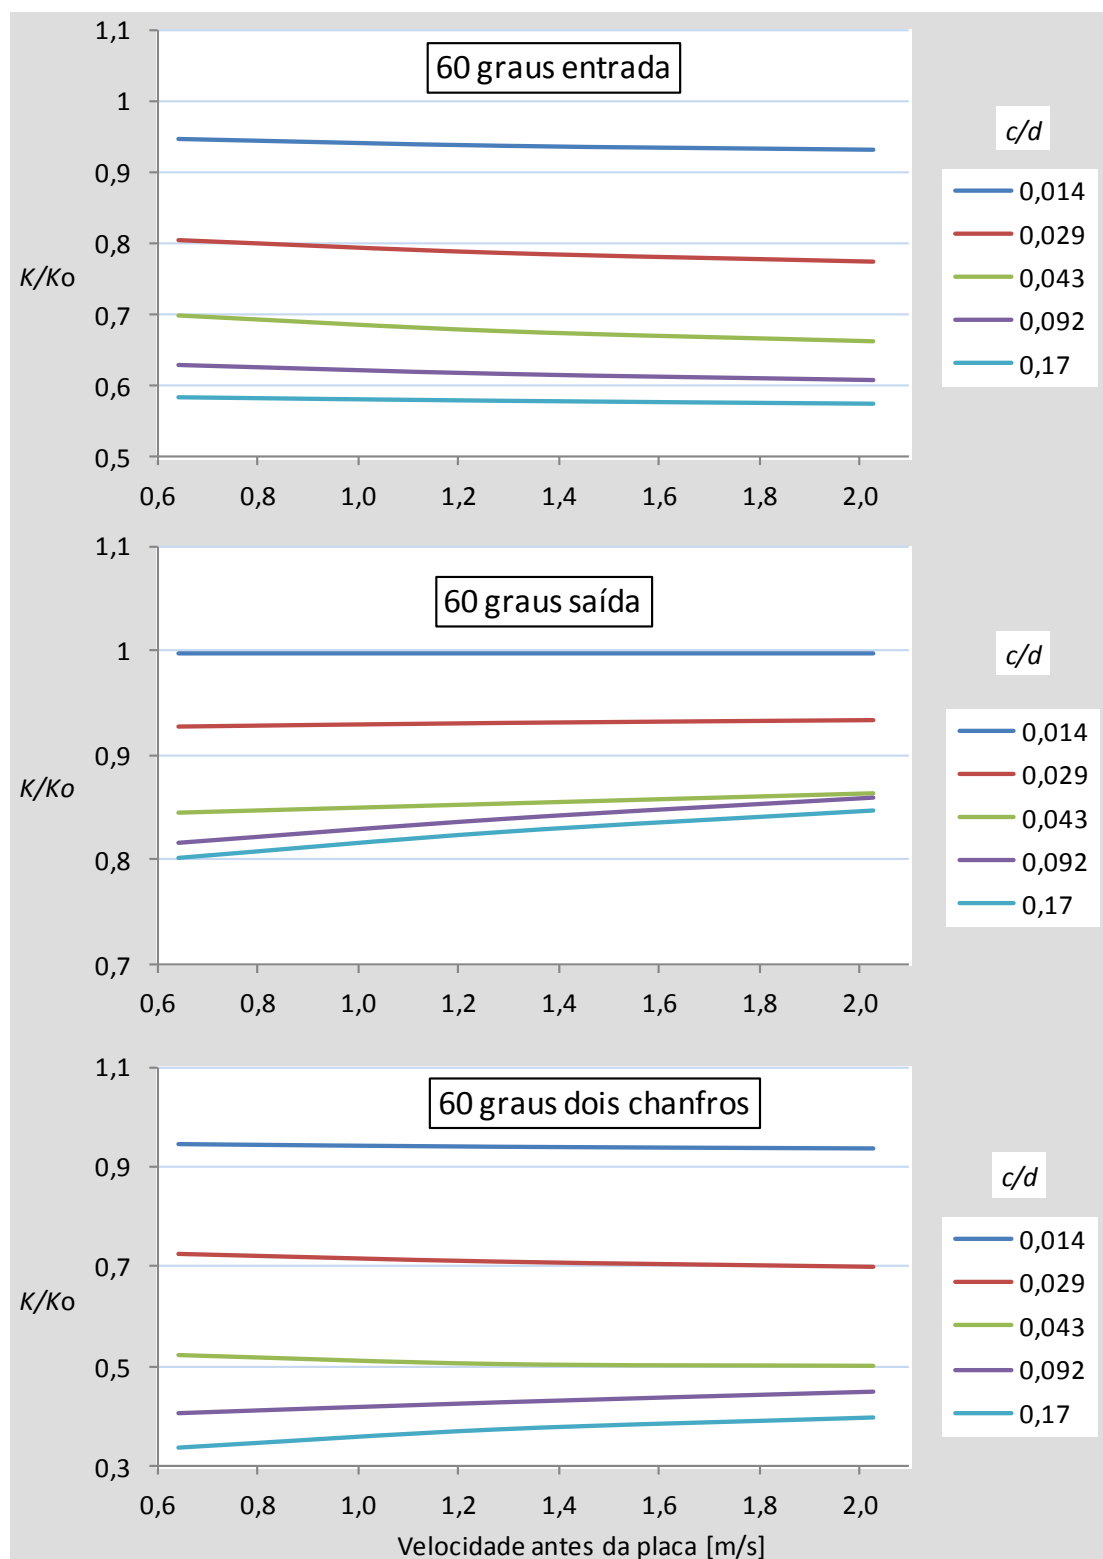 1,1
60 graus entrada
1
c/d
0,9
0,014
0,8
0,029
K/Ko
0,043
0,7
0,092
0,6
0,17
0,5
0,6 0,8 1,0 1,2 1,4 1,6 1,8 2,0
1,1
60 graus saída
1
c/d
0,014
0,9
0,029
K/Ko
0,043
0,8
0,092
0,17
0,7
0,6 0,8 1,0 1,2 1,4 1,6 1,8 2,0
1,1
60 graus dois chanfros
0,9
c/d
0,014
0,7
0,029
K/Ko
0,043
0,5
0,092
0,17
0,3
0,6 0,8 1,0 1,2 1,4 1,6 1,8 2,0
Velocidade antes da placa [m/s]